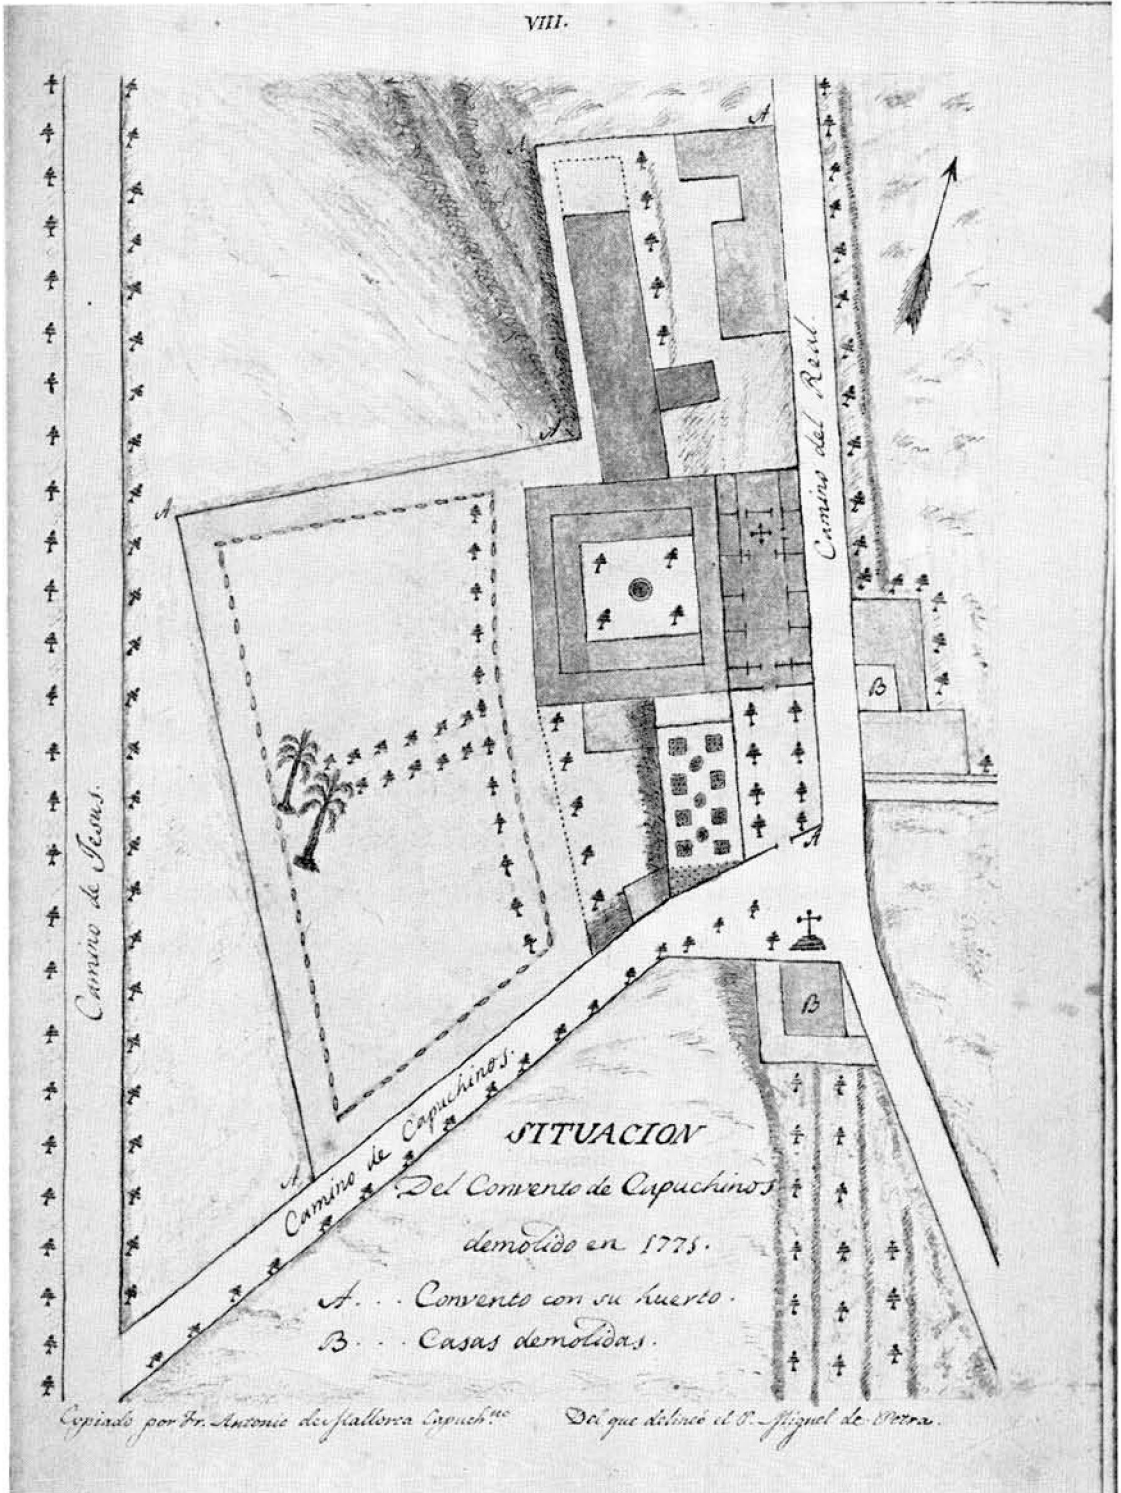 VIII.
A
A
Camino del Real.
A
A
B
Camino de Jesus.
A
B
A
Camino de Capuchinos.
SITUACION
Del Convento de Capuchinos
demolido en 1775.
A... Convento con su huerto.
B... Casas demolidas.
Copiado por Fr. Antonio de Mallorca Capuch.no Del que delineó el P. Miguel de Petra.